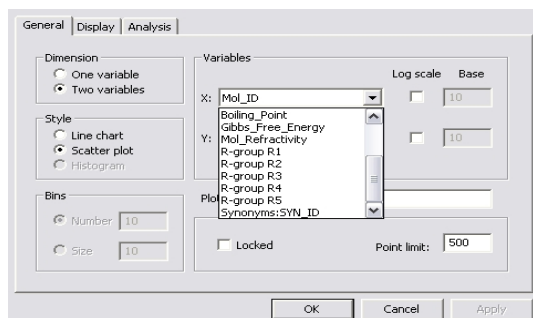 General Display Analysis
Dimension
One variable
Two variables
Style
Line chart
Scatter plot
Histogram
Bins
Number 10
Size 10
Variables
Log scale Base
X: Mol_ID 10
Boiling_Point
Gibbs_Free_Energy
Mol_Refractivity
R-group R1
R-group R2
R-group R3
R-group R4
R-group R5
Synonyms:SYN_ID
Y: 10
Plo
Locked Point limit: 500
OK Cancel Apply